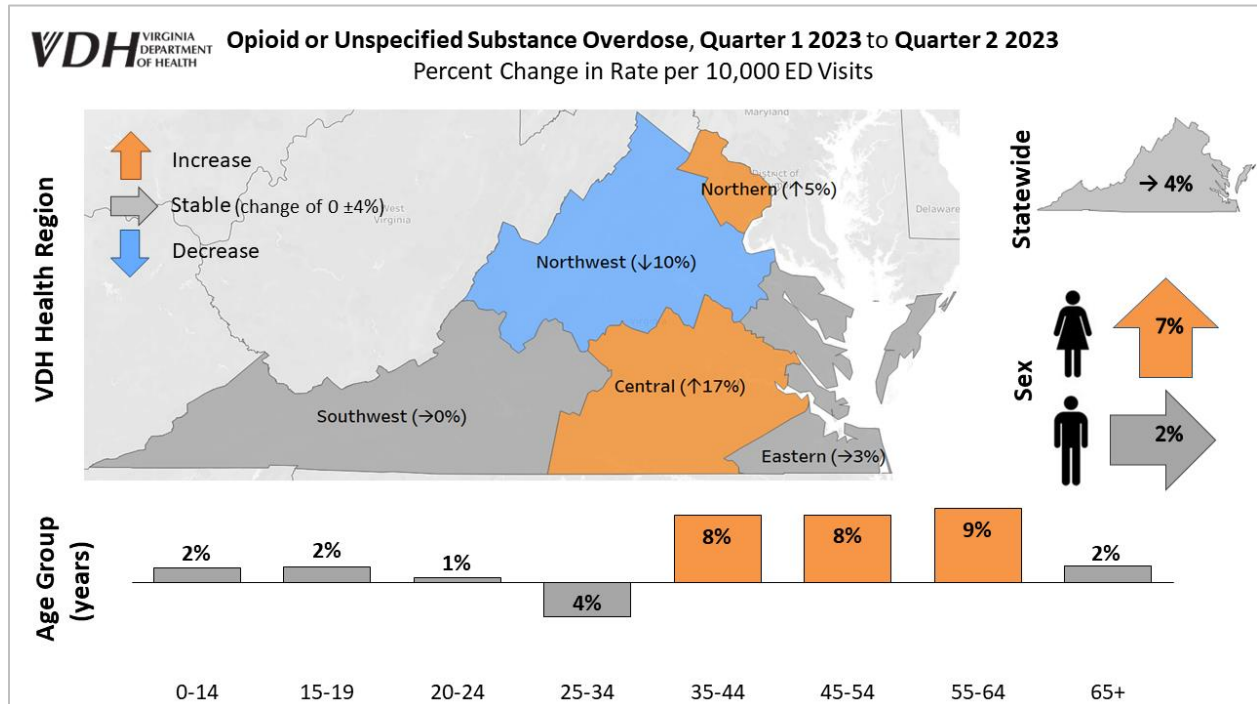 VDH VIRGINIA
DEPARTMENT
OF HEALTH
Opioid or Unspecified Substance Overdose, Quarter 1 2023 to Quarter 2 2023
Percent Change in Rate per 10,000 ED Visits
VDH Health Region
Increase
Stable (change of 0 ±4%)
Decrease
Maryland
District of
West
Virginia
Delaware
Northern (↑5%)
Northwest (↓10%)
Central (↑17%)
Southwest (→0%)
Eastern (→3%)
Statewide
→ 4%
Sex
7%
2%
Age Group
(years)
2%
2%
1%
4%
8%
8%
9%
2%
0-14
15-19
20-24
25-34
35-44
45-54
55-64
65+